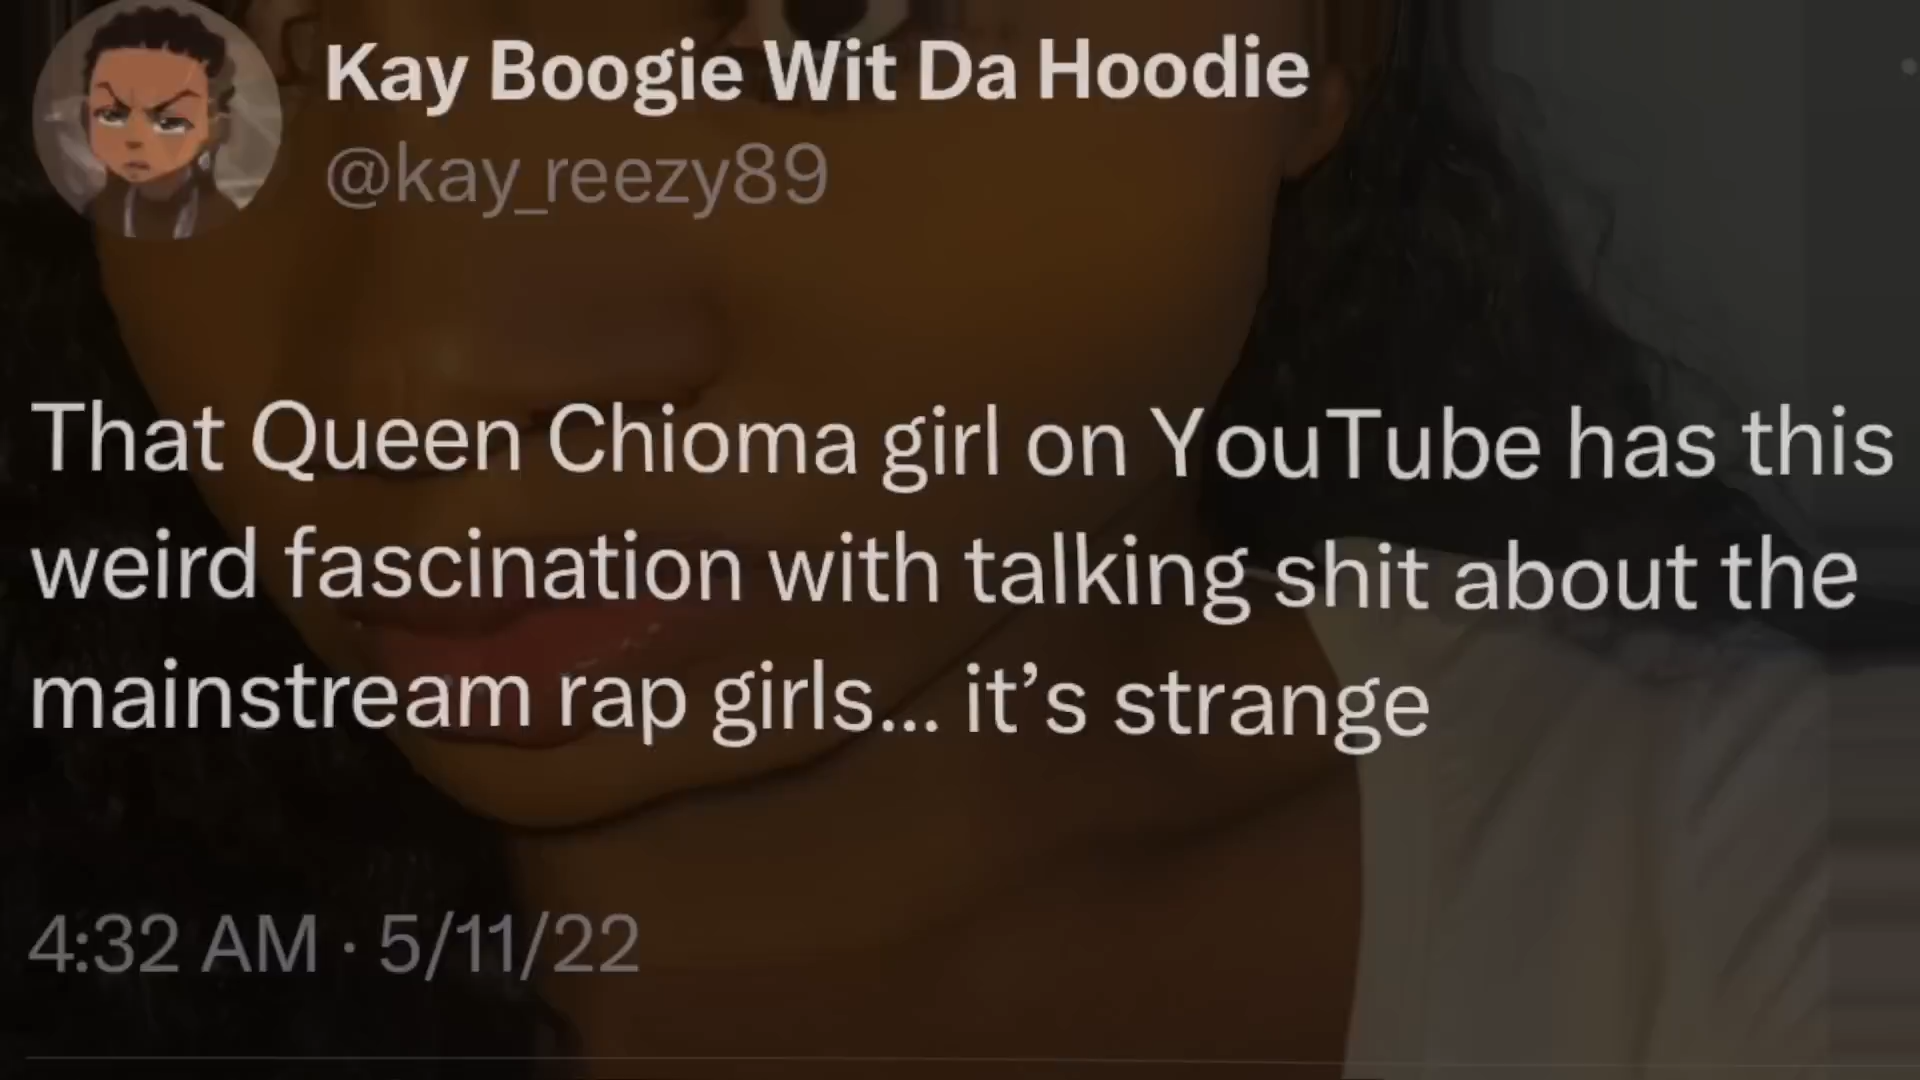 Kay Boogie Wit Da Hoodie
@kay_reezy89
That Queen Chioma girl on YouTube has this
weird fascination with talking shit about the
mainstream rap girls... it’s strange
4:32 AM · 5/11/22